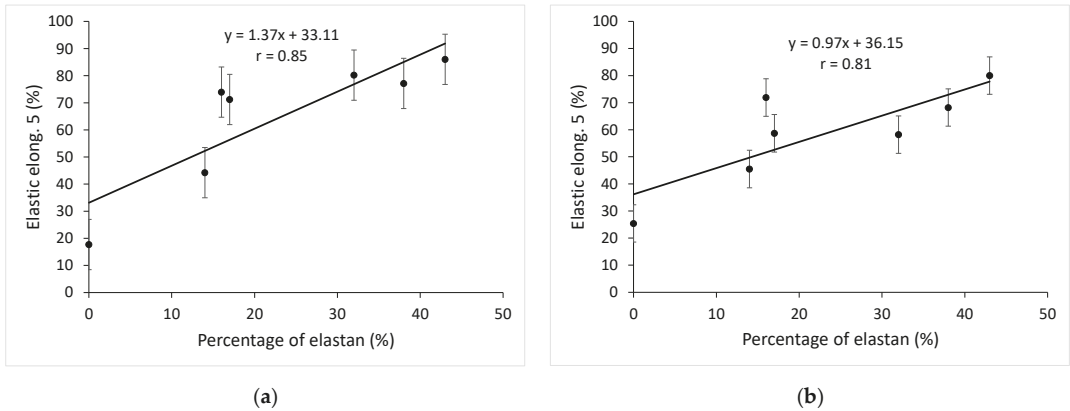 100
90
80
70
60
50
40
30
20
10
0
Elastic elong. 5 (%)
y = 1.37x + 33.11
r = 0.85
0 10 20 30 40 50
Percentage of elastan (%)
(a)
100
90
80
70
60
50
40
30
20
10
0
Elastic elong. 5 (%)
y = 0.97x + 36.15
r = 0.81
0 10 20 30 40 50
Percentage of elastan (%)
(b)